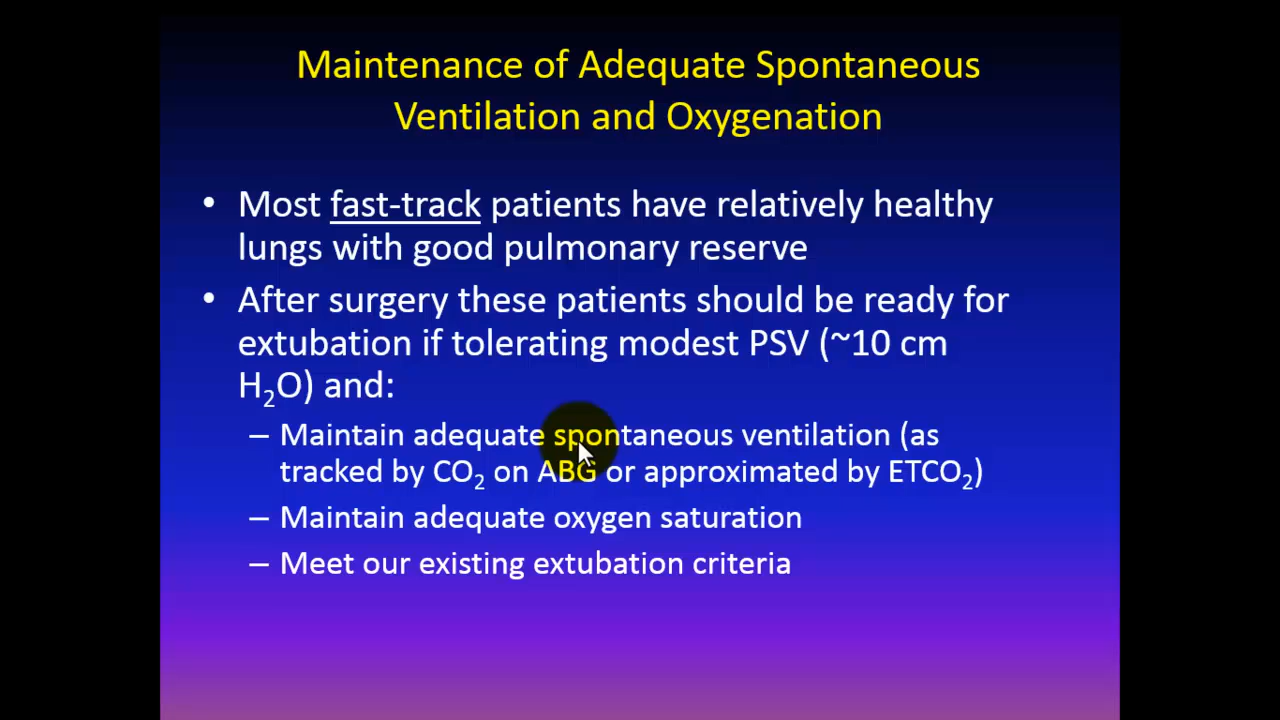 Maintenance of Adequate Spontaneous
Ventilation and Oxygenation
• Most fast-track patients have relatively healthy
lungs with good pulmonary reserve
• After surgery these patients should be ready for
extubation if tolerating modest PSV (~10 cm
H₂O) and:
– Maintain adequate spontaneous ventilation (as
tracked by CO₂ on ABG or approximated by ETCO₂)
– Maintain adequate oxygen saturation
– Meet our existing extubation criteria